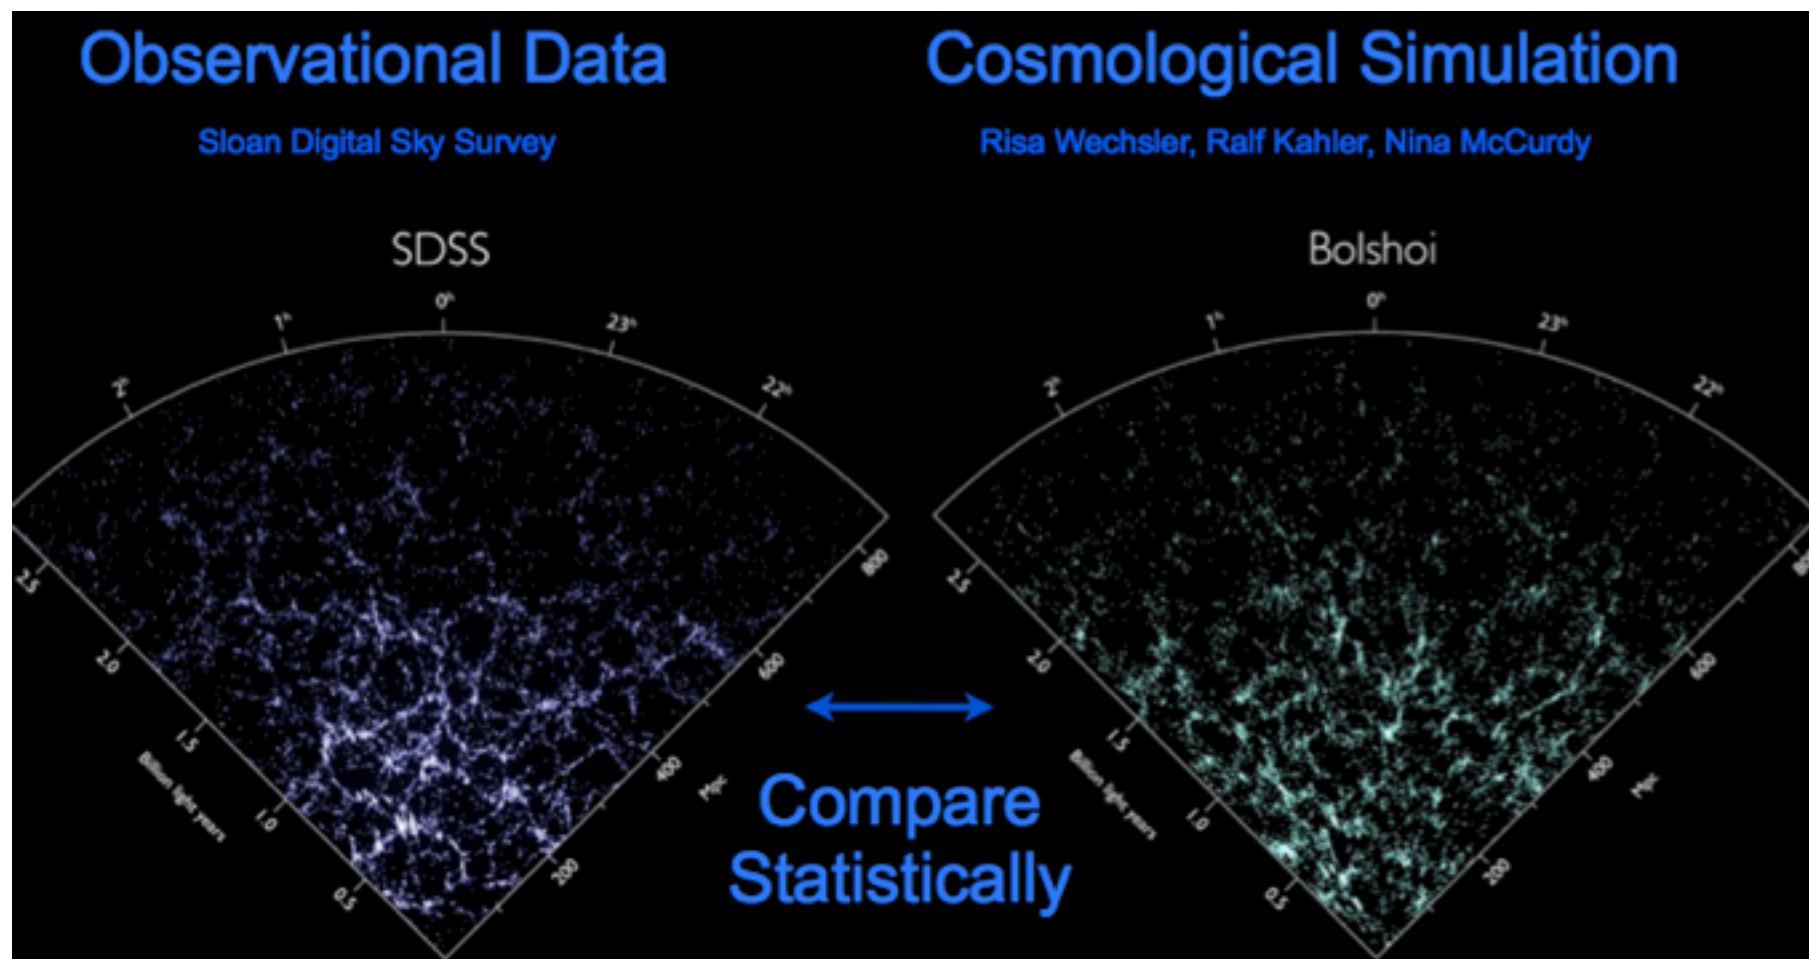 Observational Data
Sloan Digital Sky Survey
SDSS
0ʰ
1ʰ
23ʰ
2ʰ
22ʰ
2.5
2.0
1.5
1.0
0.5
Billion light years
800
600
400
200
Mpc
Compare
Statistically
Cosmological Simulation
Risa Wechsler, Ralf Kahler, Nina McCurdy
Bolshoi
0ʰ
1ʰ
23ʰ
2ʰ
22ʰ
2.5
2.0
1.5
1.0
0.5
Billion light years
600
400
200
Mpc